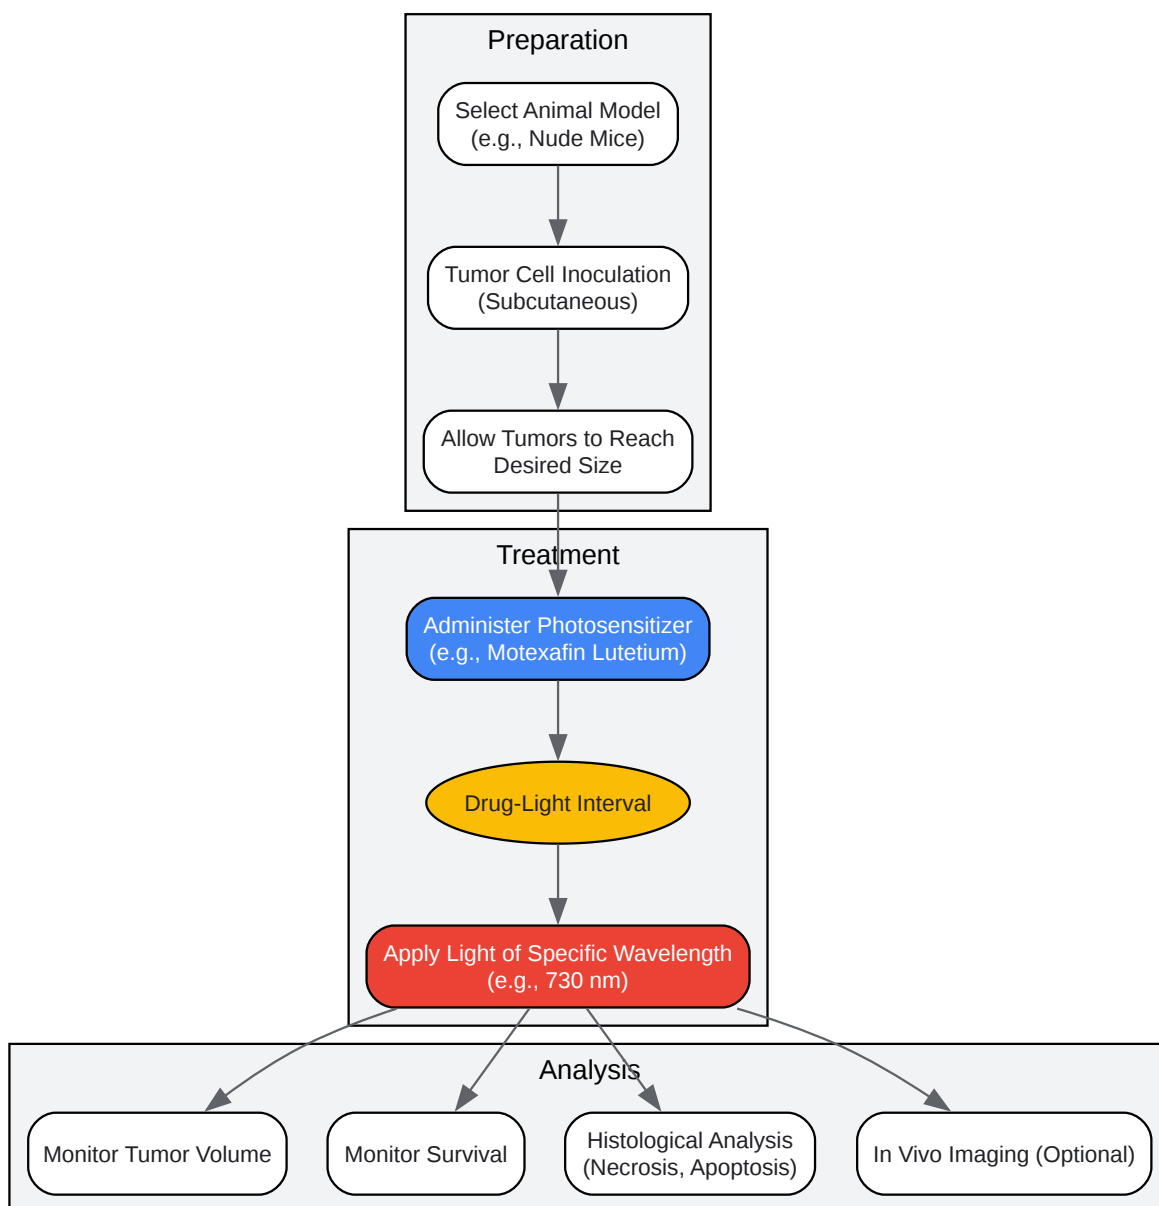 Preparation
Select Animal Model
(e.g., Nude Mice)
Tumor Cell Inoculation
(Subcutaneous)
Allow Tumors to Reach
Desired Size
Treatment
Administer Photosensitizer
(e.g., Motexafin Lutetium)
Drug-Light Interval
Apply Light of Specific Wavelength
(e.g., 730 nm)
Analysis
Monitor Tumor Volume
Monitor Survival
Histological Analysis
(Necrosis, Apoptosis)
In Vivo Imaging (Optional)